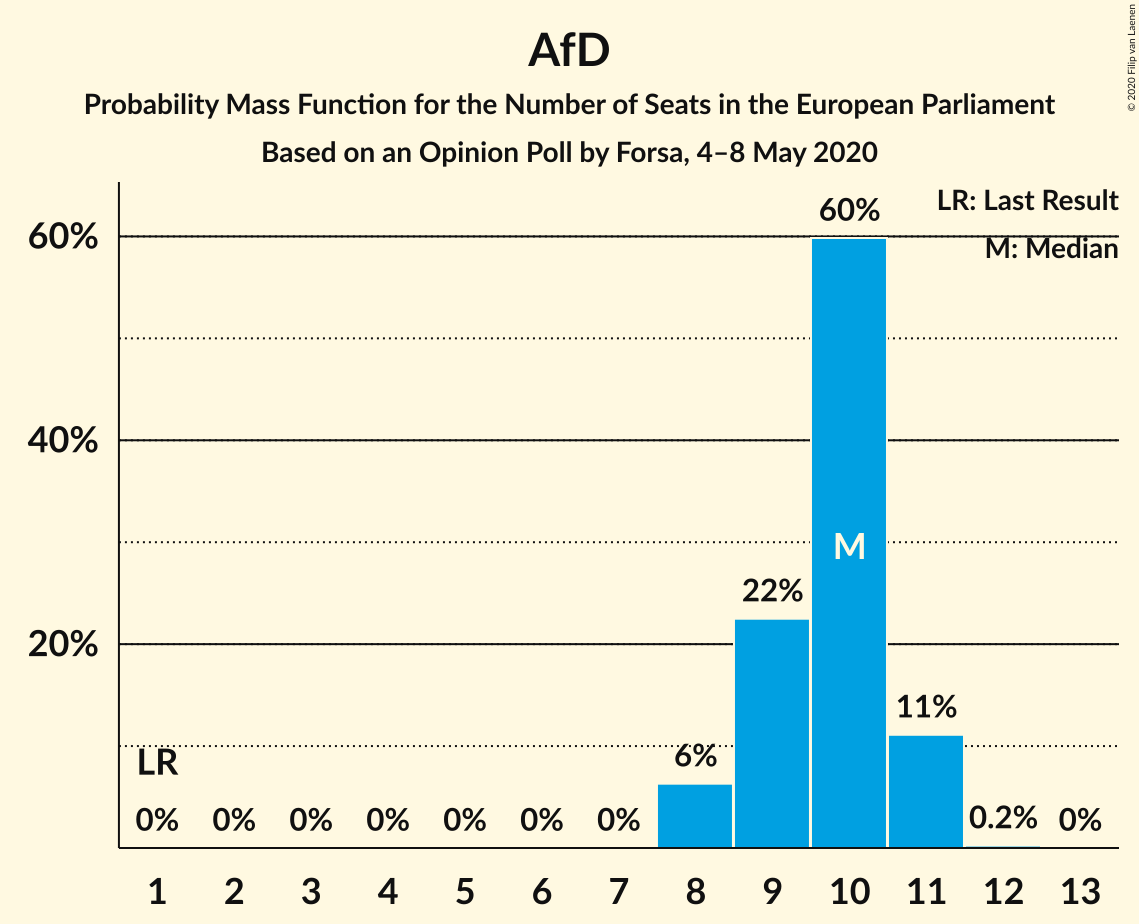 AfD
Probability Mass Function for the Number of Seats in the European Parliament
Based on an Opinion Poll by Forsa, 4–8 May 2020
© 2020 Filip van Laenen
LR: Last Result
M: Median
60%
40%
20%
60%
M
22%
11%
6%
LR
0% 0% 0% 0% 0% 0% 0% 0.2% 0%
1 2 3 4 5 6 7 8 9 10 11 12 13